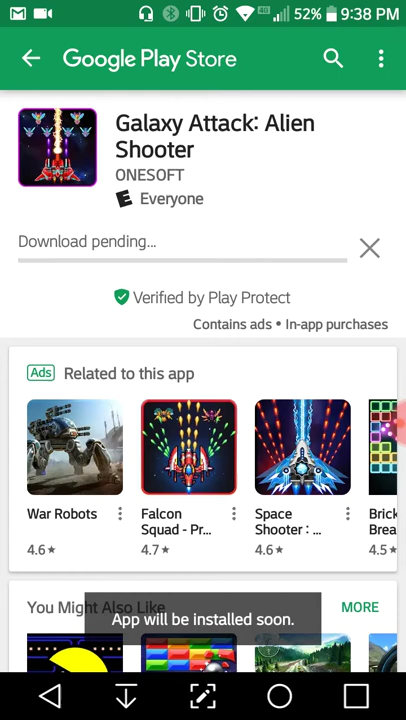 4G 52% 9:38 PM
Google Play Store
Galaxy Attack: Alien
Shooter
ONESOFT
E Everyone
Download pending...
Verified by Play Protect
Contains ads • In-app purchases
Ads Related to this app
War Robots
4.6★
Falcon
Squad - Pr...
4.7★
Space
Shooter : ...
4.6★
Brick
Brea
4.5★
You Might Also Like MORE
App will be installed soon.